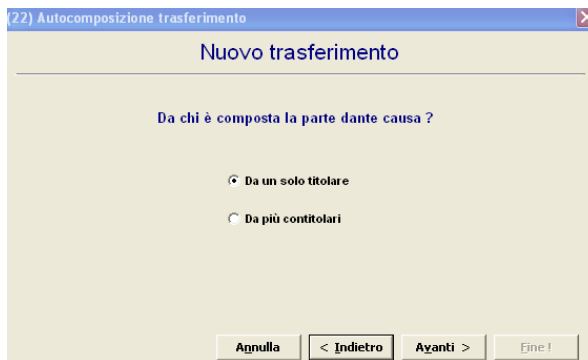 (22) Autocomposizione trasferimento
Nuovo trasferimento
Da chi è composta la parte dante causa ?
Da un solo titolare
Da più contitolari
Annulla < Indietro Avanti > Fine !